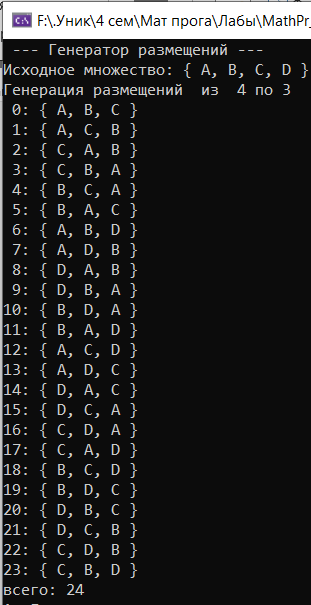 F:\.Уник\4 сем\Мат прога\Лабы\MathPr_
--- Генератор размещений ---
Исходное множество: { A, B, C, D }
Генерация размещений  из  4 по 3
 0: { A, B, C }
 1: { A, C, B }
 2: { C, A, B }
 3: { C, B, A }
 4: { B, C, A }
 5: { B, A, C }
 6: { A, B, D }
 7: { A, D, B }
 8: { D, A, B }
 9: { D, B, A }
10: { B, D, A }
11: { B, A, D }
12: { A, C, D }
13: { A, D, C }
14: { D, A, C }
15: { D, C, A }
16: { C, D, A }
17: { C, A, D }
18: { B, C, D }
19: { B, D, C }
20: { D, B, C }
21: { D, C, B }
22: { C, D, B }
23: { C, B, D }
всего: 24